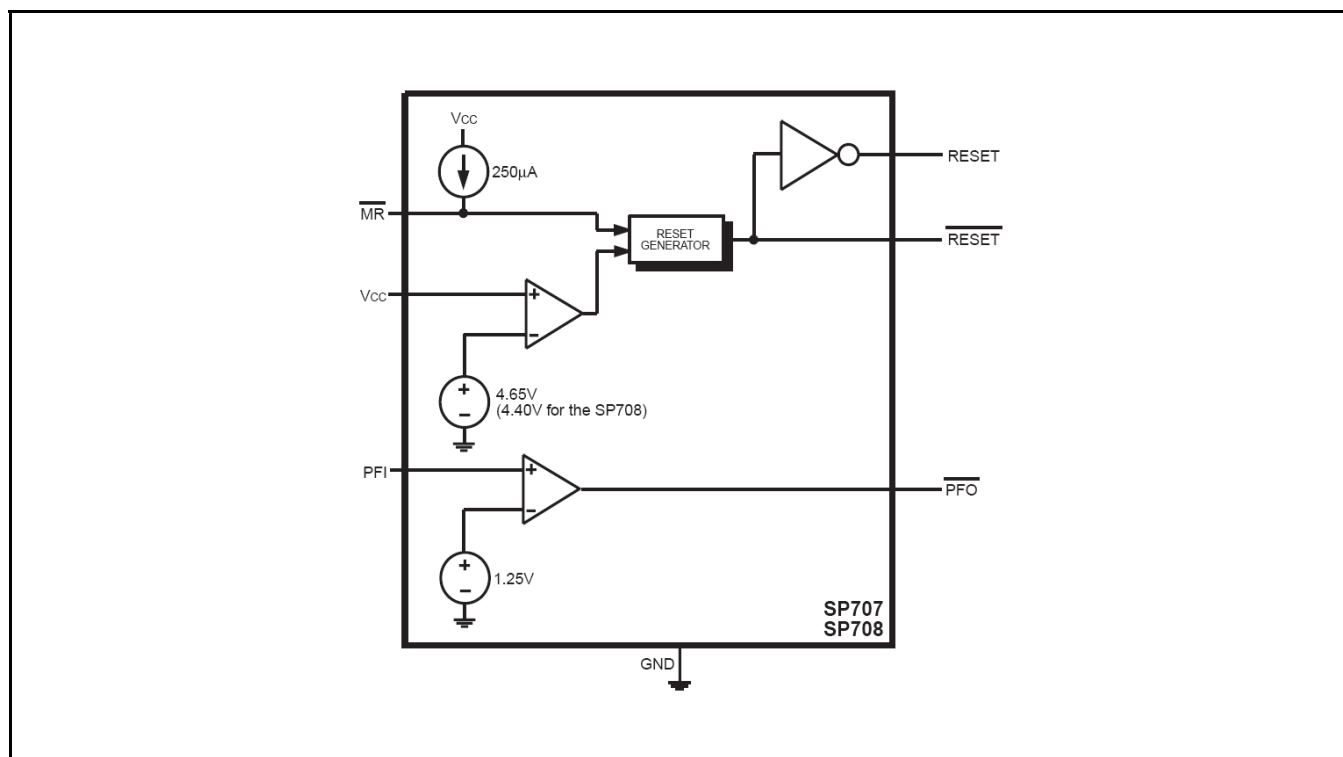 Vcc
250µA
MR
RESET
RESET
GENERATOR
RESET
Vcc
+
−
+
−
4.65V
(4.40V for the SP708)
PFI
+
−
PFO
+
−
1.25V
SP707
SP708
GND